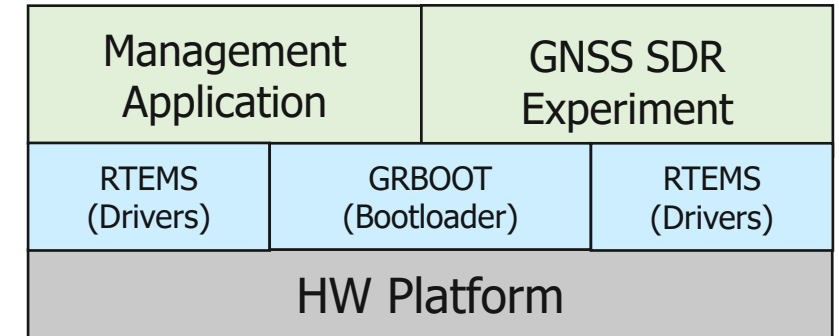 Management
Application
GNSS SDR
Experiment
RTEMS
(Drivers)
GRBOOT
(Bootloader)
RTEMS
(Drivers)
HW Platform